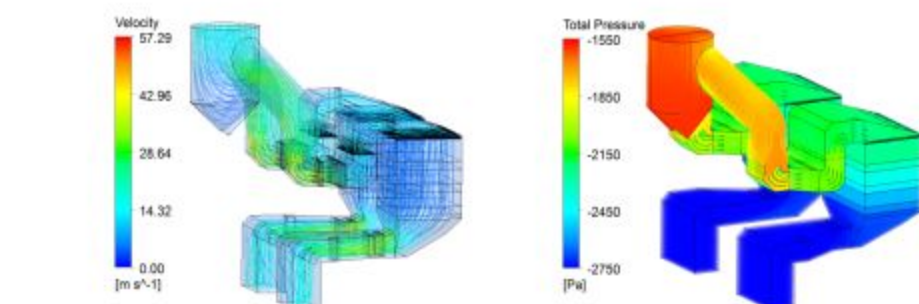 Velocity
57.29
42.96
28.64
14.32
0.00
[m s^-1]
Total Pressure
-1550
-1850
-2150
-2450
-2750
[Pa]